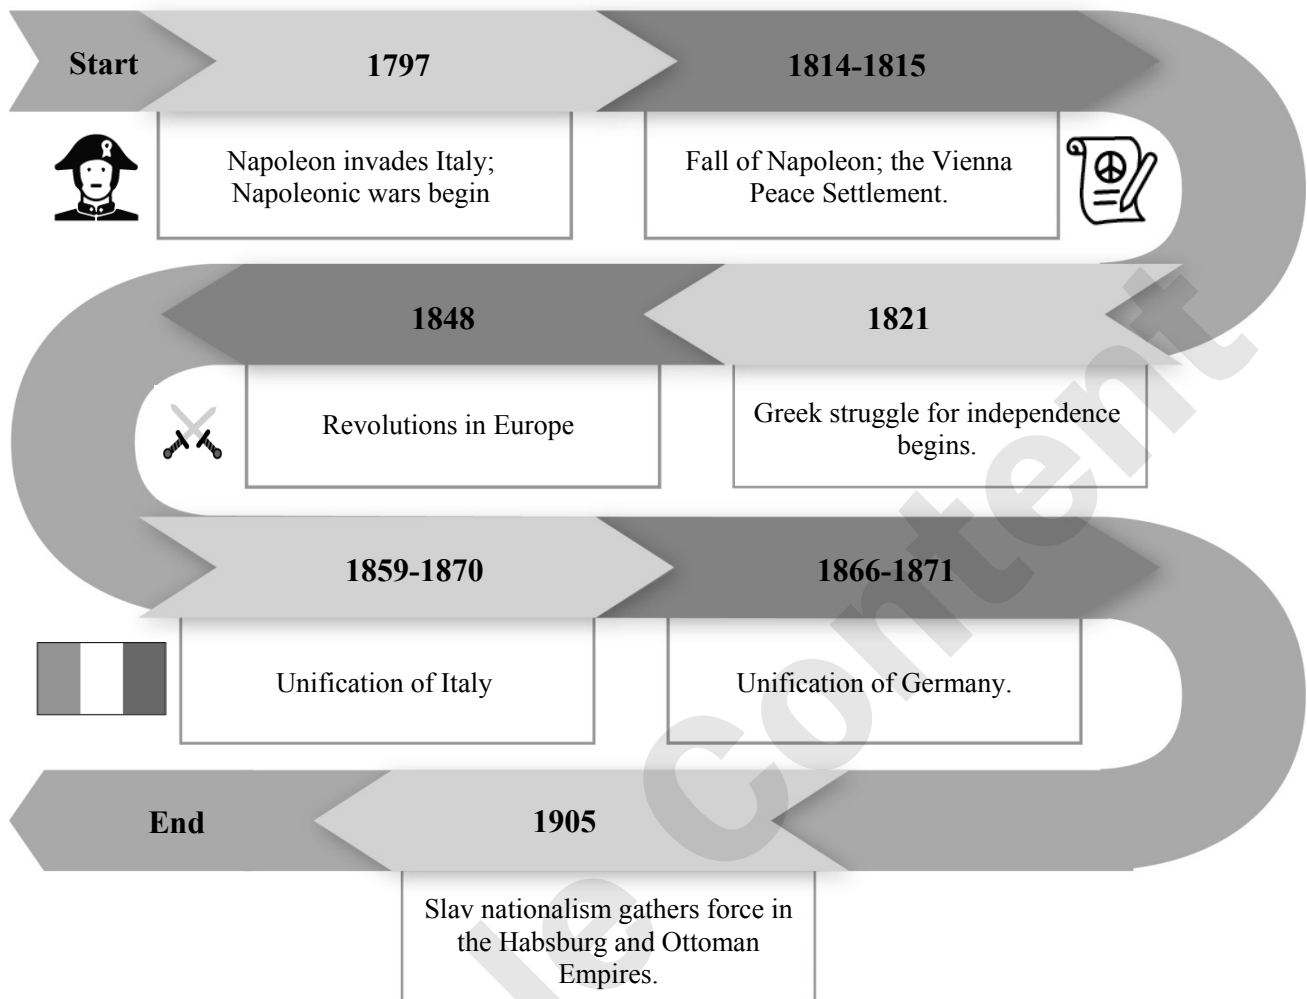 Start
1797
1814-1815
Napoleon invades Italy;
Napoleonic wars begin
Fall of Napoleon; the Vienna
Peace Settlement.
1821
1848
Greek struggle for independence
begins.
Revolutions in Europe
1859-1870
1866-1871
Unification of Italy
Unification of Germany.
1905
End
Slav nationalism gathers force in
the Habsburg and Ottoman
Empires.
le Content